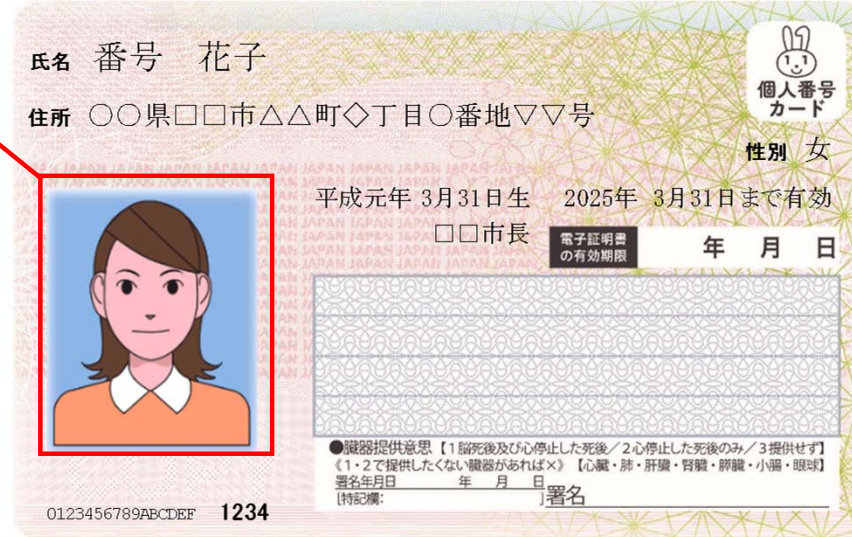 氏名 番号 花子
個人番号
カード
住所 ○○県□□市△△町◇丁目○番地▽▽号
性別 女
平成元年 3月31日生 2025年 3月31日まで有効
□□市長
電子証明書
の有効期限
年 月 日
●臓器提供意思【1脳死後及び心停止した死後/2心停止した死後のみ/3提供せず】
《1・2で提供したくない臓器があれば×》【心臓・肺・肝臓・腎臓・膵臓・小腸・眼球】
署名年月日 年 月 日
[特記欄: ]署名
0123456789ABCDEF 1234